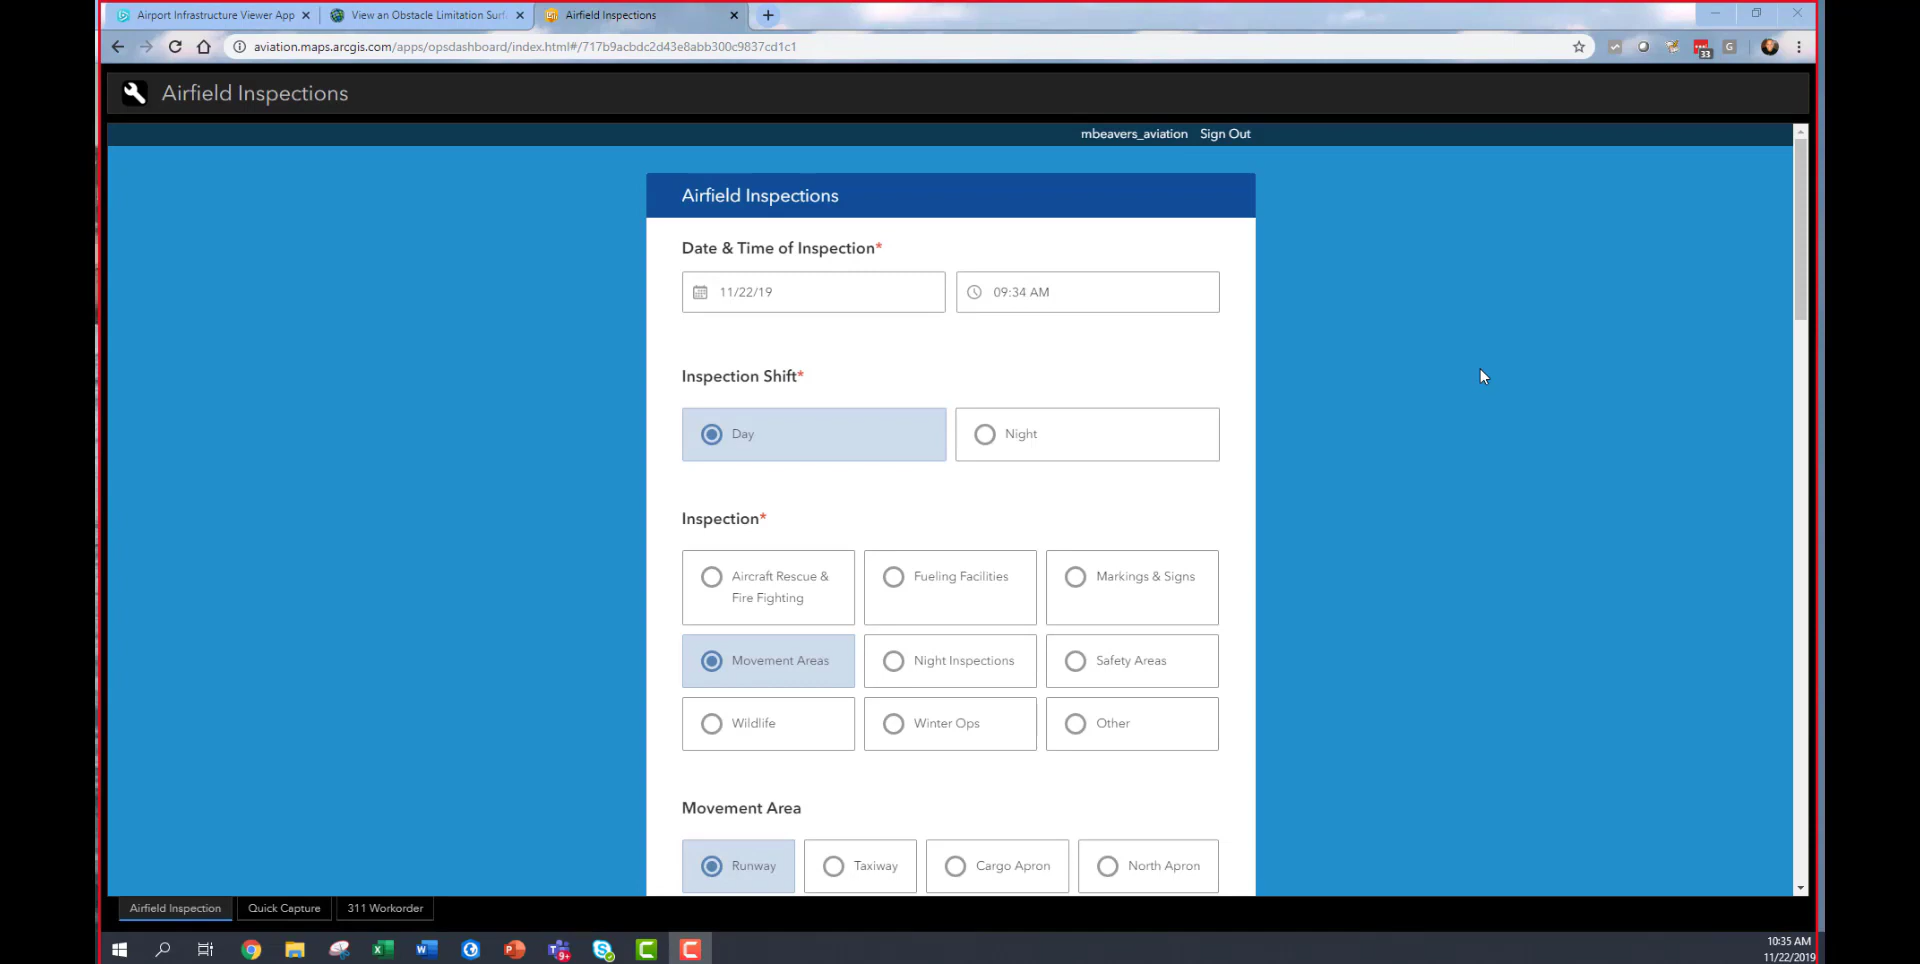 Airport Infrastructure Viewer App
View an Obstacle Limitation Surf
Airfield Inspections
aviation.maps.arcgis.com/apps/opsdashboard/index.html#/717b9acbdc2d43e8abb300c9837cd1c1
33
G
Airfield Inspections
mbeavers_aviation Sign Out
Airfield Inspections
Date & Time of Inspection*
11/22/19 09:34 AM
Inspection Shift*
Day Night
Inspection*
Aircraft Rescue &
Fire Fighting
Fueling Facilities
Markings & Signs
Movement Areas
Night Inspections
Safety Areas
Wildlife
Winter Ops
Other
Movement Area
Runway
Taxiway
Cargo Apron
North Apron
Airfield Inspection
Quick Capture
311 Workorder
9+
10:35 AM
11/22/2019